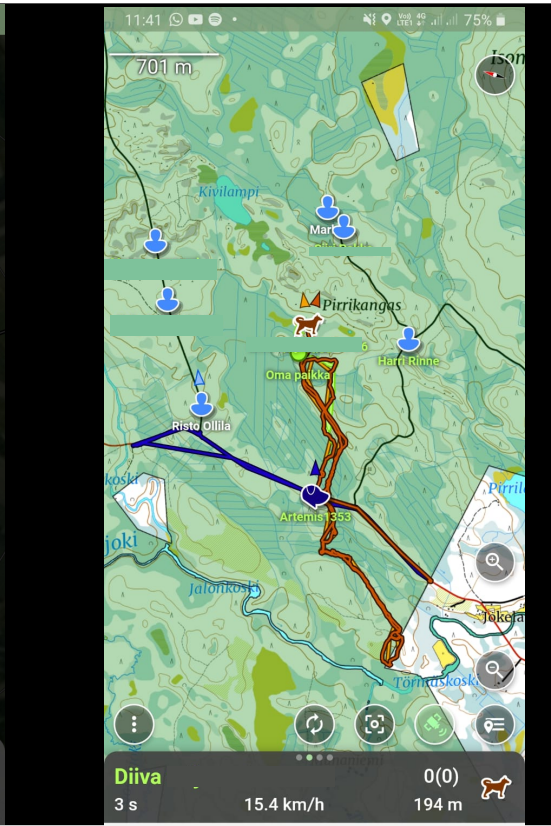 11:41 75%
Ison
701 m
Kivilampi
Mar
Pirrikangas
6
Harri Rinne
Oma paikka
Risto Ollila
koski
Pirril
Artemis1353
joki
Jalonkoski
Jokela
Törmäskoski
Diiva 0(0)
3 s 15.4 km/h 194 m